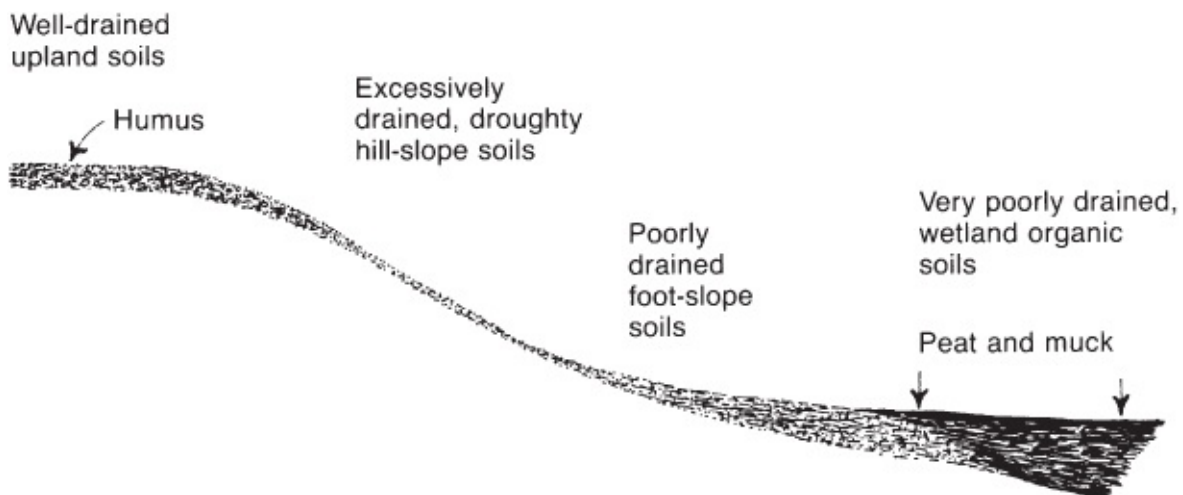 Well-drained
upland soils
Humus
Excessively
drained, droughty
hill-slope soils
Poorly
drained
foot-slope
soils
Very poorly drained,
wetland organic
soils
Peat and muck